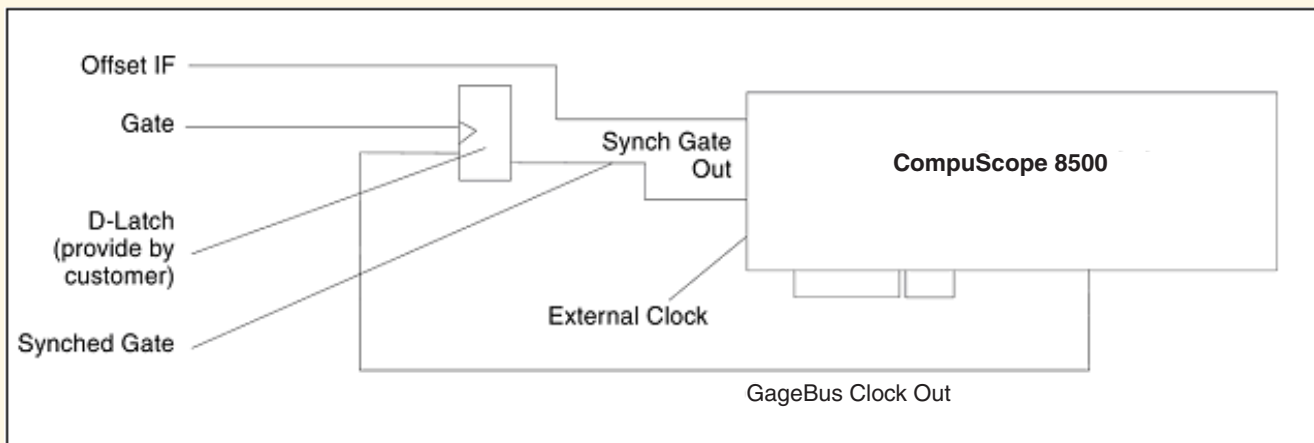 Offset IF
Gate
Synch Gate
Out
CompuScope 8500
D-Latch
(provide by
customer)
External Clock
Synched Gate
GageBus Clock Out